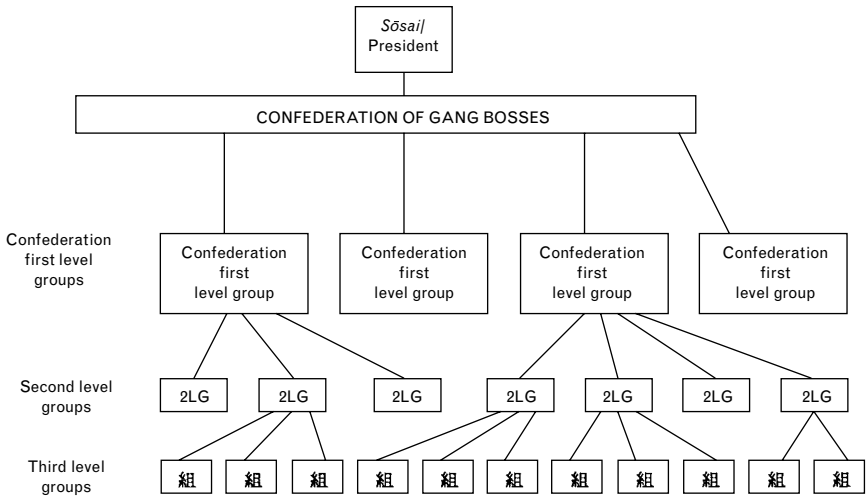 Sōsai/
President
CONFEDERATION OF GANG BOSSES
Confederation
first level
groups
Confederation
first
level group
Confederation
first
level group
Confederation
first
level group
Confederation
first
level group
Second level
groups
2LG
2LG
2LG
2LG
2LG
2LG
2LG
Third level
groups
組
組
組
組
組
組
組
組
組
組
組